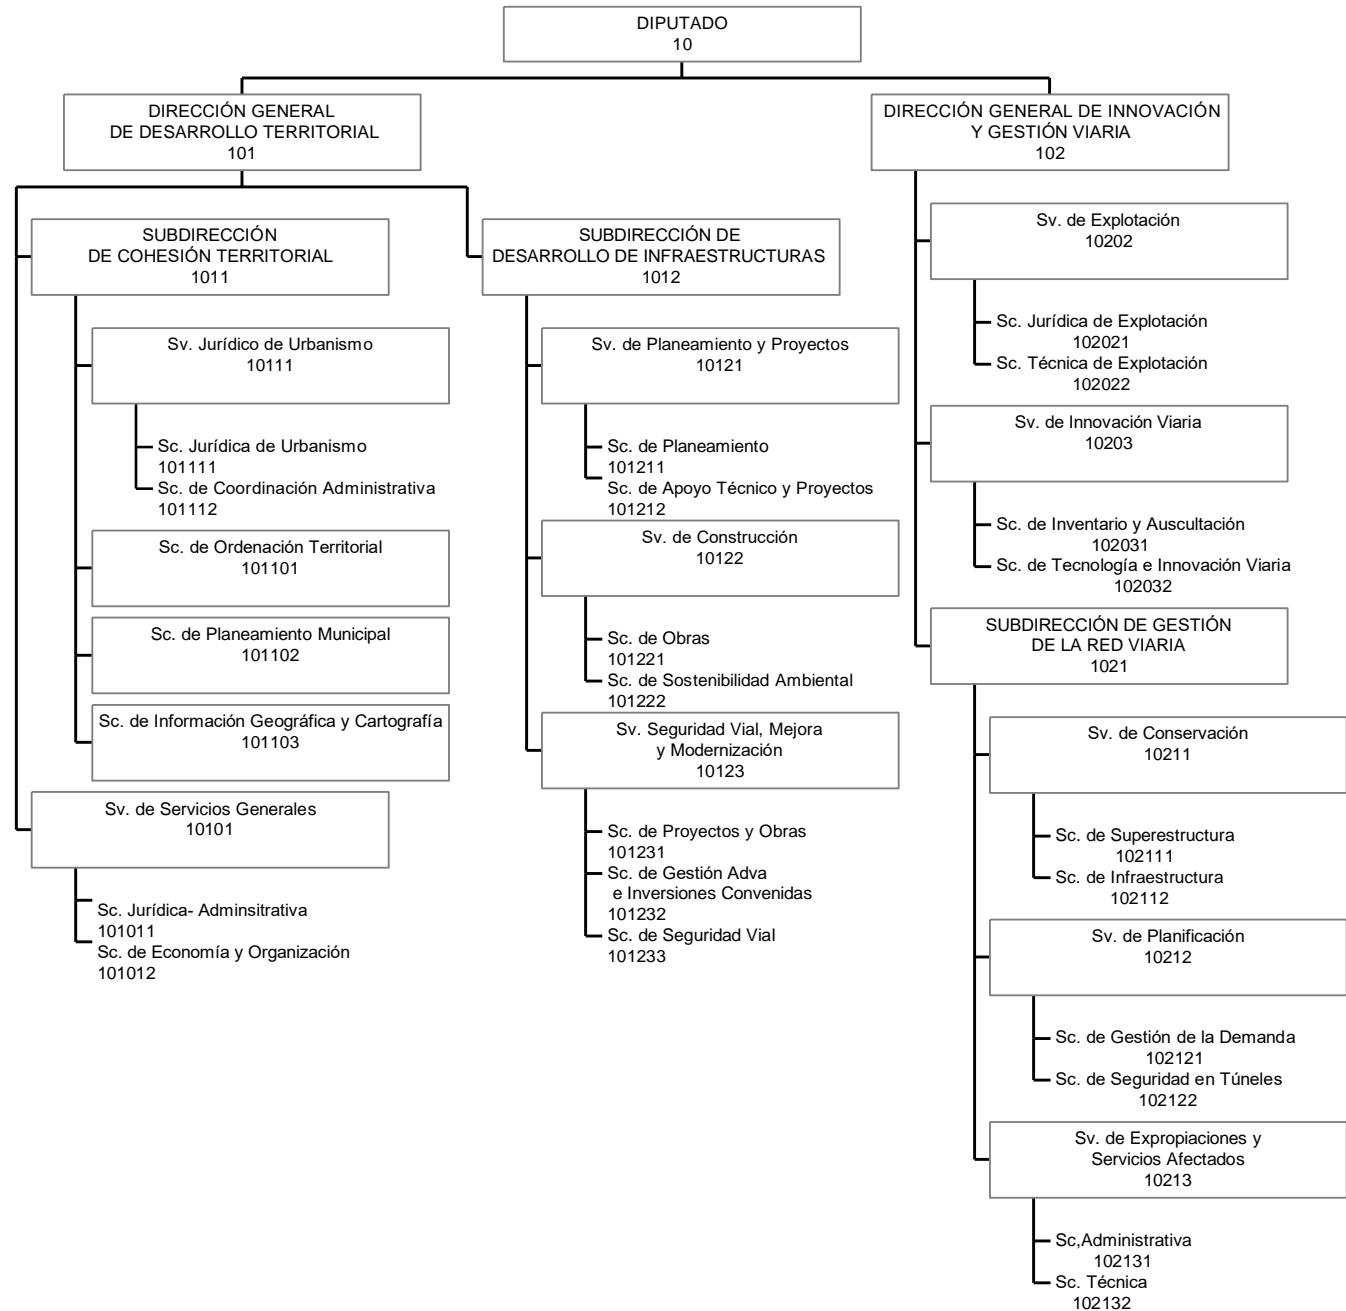 DIPUTADO
10
DIRECCIÓN GENERAL
DE DESARROLLO TERRITORIAL
101
SUBDIRECCIÓN
DE COHESIÓN TERRITORIAL
1011
Sv. Jurídico de Urbanismo
10111
Sc. Jurídica de Urbanismo
101111
Sc. de Coordinación Administrativa
101112
Sc. de Ordenación Territorial
101101
Sc. de Planeamiento Municipal
101102
Sc. de Información Geográfica y Cartografía
101103
Sv. de Servicios Generales
10101
Sc. Jurídica- Adminsitrativa
101011
Sc. de Economía y Organización
101012
SUBDIRECCIÓN DE
DESARROLLO DE INFRAESTRUCTURAS
1012
Sv. de Planeamiento y Proyectos
10121
Sc. de Planeamiento
101211
Sc. de Apoyo Técnico y Proyectos
101212
Sv. de Construcción
10122
Sc. de Obras
101221
Sc. de Sostenibilidad Ambiental
101222
Sv. Seguridad Vial, Mejora
y Modernización
10123
Sc. de Proyectos y Obras
101231
Sc. de Gestión Adva
e Inversiones Convenidas
101232
Sc. de Seguridad Vial
101233
DIRECCIÓN GENERAL DE INNOVACIÓN
Y GESTIÓN VIARIA
102
Sv. de Explotación
10202
Sc. Jurídica de Explotación
102021
Sc. Técnica de Explotación
102022
Sv. de Innovación Viaria
10203
Sc. de Inventario y Auscultación
102031
Sc. de Tecnología e Innovación Viaria
102032
SUBDIRECCIÓN DE GESTIÓN
DE LA RED VIARIA
1021
Sv. de Conservación
10211
Sc. de Superestructura
102111
Sc. de Infraestructura
102112
Sv. de Planificación
10212
Sc. de Gestión de la Demanda
102121
Sc. de Seguridad en Túneles
102122
Sv. de Expropiaciones y
Servicios Afectados
10213
Sc,Administrativa
102131
Sc. Técnica
102132